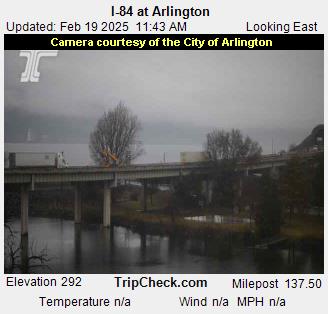 I-84 at Arlington
Updated: Feb 19 2025 11:43 AM Looking East
Camera courtesy of the City of Arlington
Elevation 292 TripCheck.com Milepost 137.50
Temperature n/a Wind n/a MPH n/a